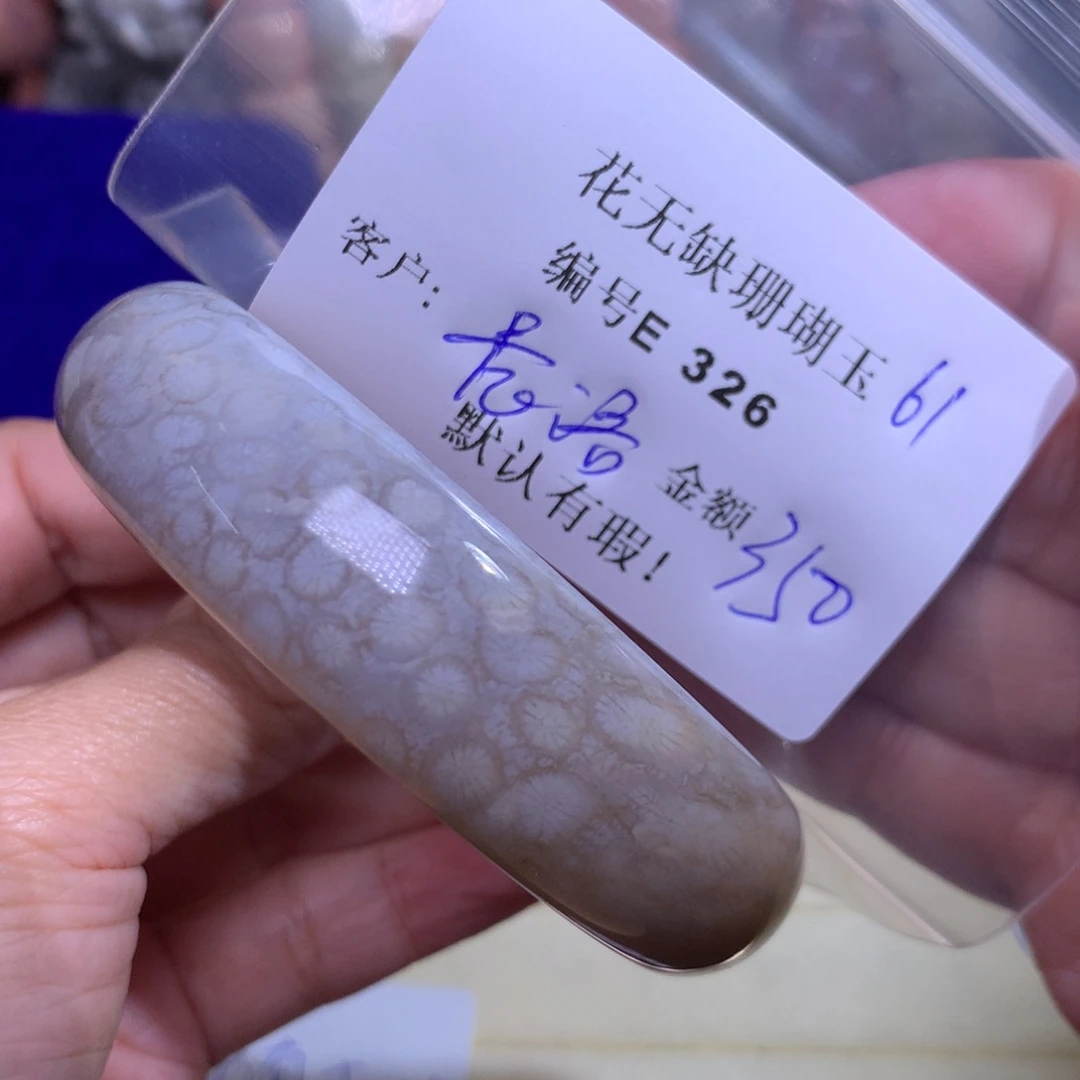 花无缺珊瑚玉 61
编号E 326
客户:
金额 350
默认有瑕!